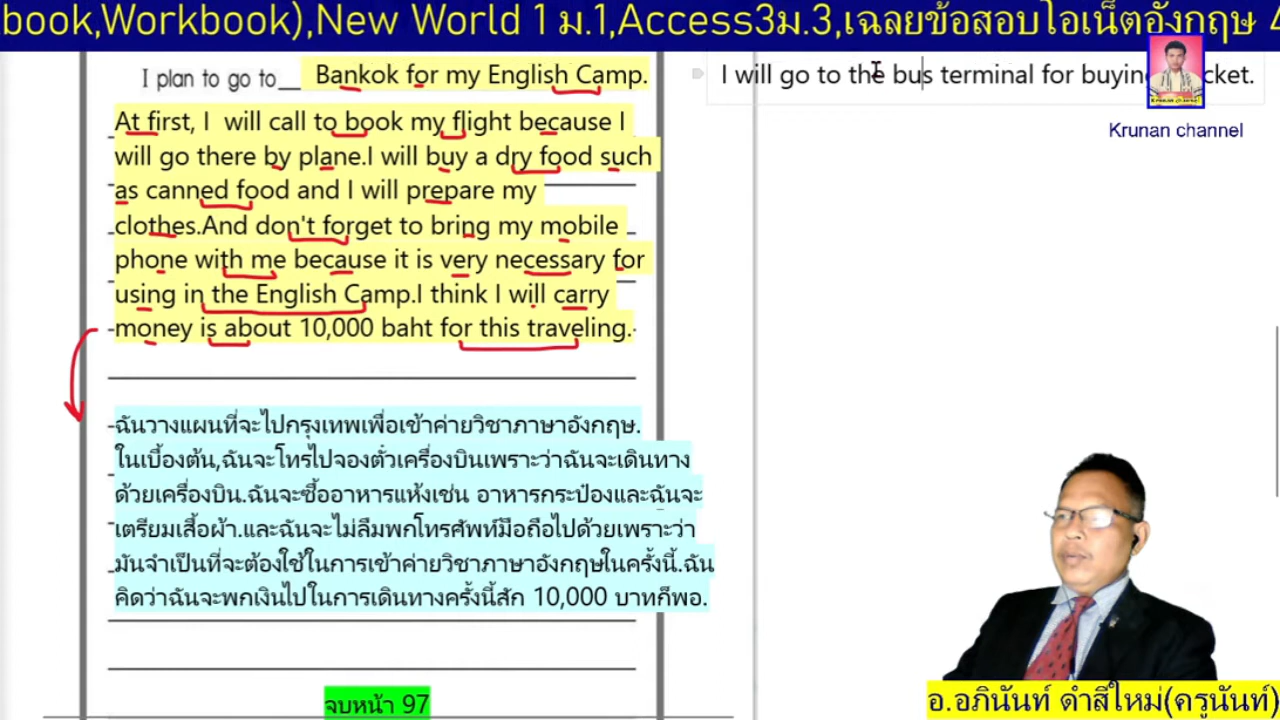 book,Workbook),New World 1 ม.1,Access3ม.3,เฉลยข้อสอบโอเน็ตอังกฤษ
I plan to go to__ Bankok for my English Camp.
At first, I will call to book my flight because I
will go there by plane.I will buy a dry food such
as canned food and I will prepare my
clothes.And don't forget to bring my mobile
phone with me because it is very necessary for
using in the English Camp.I think I will carry
money is about 10,000 baht for this traveling.
ฉันวางแผนที่จะไปกรุงเทพเพื่อเข้าค่ายวิชาภาษาอังกฤษ.
ในเบื้องต้น,ฉันจะโทรไปจองตั๋วเครื่องบินเพราะว่าฉันจะเดินทาง
ด้วยเครื่องบิน.ฉันจะซื้ออาหารแห้งเช่น อาหารกระป๋องและฉันจะ
เตรียมเสื้อผ้า.และฉันจะไม่ลืมพกโทรศัพท์มือถือไปด้วยเพราะว่า
มันจำเป็นที่จะต้องใช้ในการเข้าค่ายวิชาภาษาอังกฤษในครั้งนี้.ฉัน
คิดว่าฉันจะพกเงินไปในการเดินทางครั้งนี้สัก 10,000 บาทก็พอ.
จบหน้า 97
I will go to the bus terminal for buying
Krunan channel
อ.อภินันท์ ดำสีใหม่(ครูนันท์)